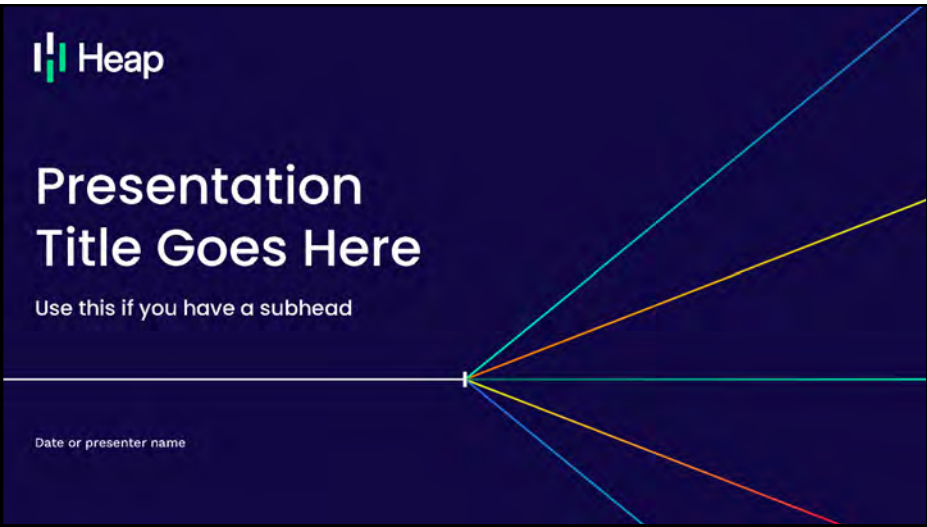 Heap
Presentation
Title Goes Here
Use this if you have a subhead
Date or presenter name